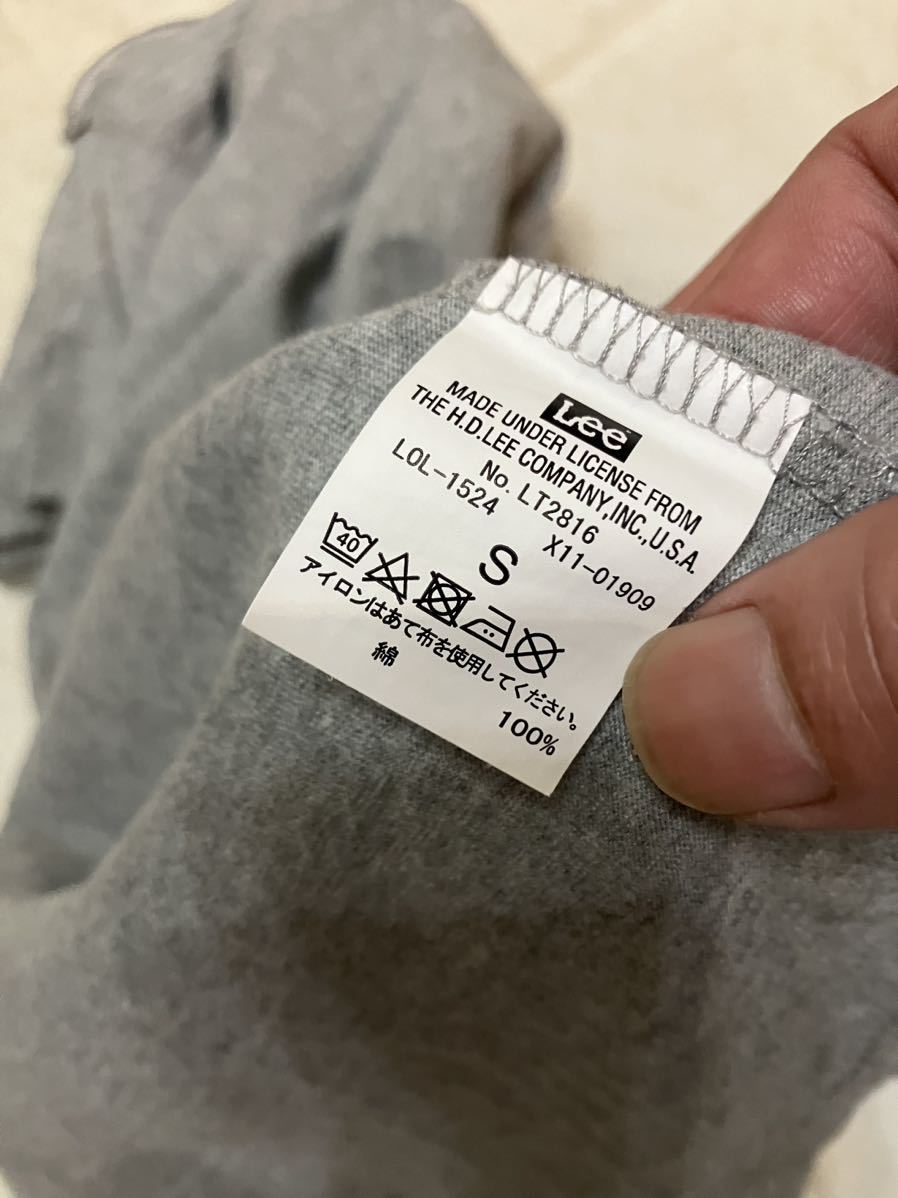 Lee
MADE UNDER LICENSE FROM
THE H.D.LEE COMPANY,INC.,U.S.A.
No. LT2816
LOL-1524 X11-01909
S
40
アイロンはあて布を使用してください。
綿 100%